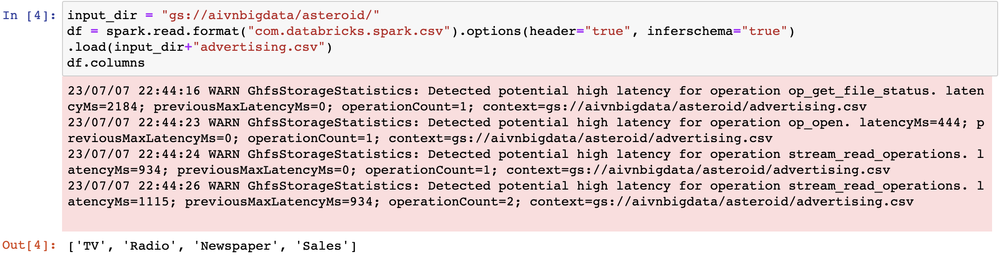 In [4]: input_dir = "gs://aivnbigdata/asteroid/"
df = spark.read.format("com.databricks.spark.csv").options(header="true", inferschema="true")
.load(input_dir+"advertising.csv")
df.columns
23/07/07 22:44:16 WARN GhfsStorageStatistics: Detected potential high latency for operation op_get_file_status. laten
cyMs=2184; previousMaxLatencyMs=0; operationCount=1; context=gs://aivnbigdata/asteroid/advertising.csv
23/07/07 22:44:23 WARN GhfsStorageStatistics: Detected potential high latency for operation op_open. latencyMs=444; p
reviousMaxLatencyMs=0; operationCount=1; context=gs://aivnbigdata/asteroid/advertising.csv
23/07/07 22:44:24 WARN GhfsStorageStatistics: Detected potential high latency for operation stream_read_operations. l
atencyMs=934; previousMaxLatencyMs=0; operationCount=1; context=gs://aivnbigdata/asteroid/advertising.csv
23/07/07 22:44:26 WARN GhfsStorageStatistics: Detected potential high latency for operation stream_read_operations. l
atencyMs=1115; previousMaxLatencyMs=934; operationCount=2; context=gs://aivnbigdata/asteroid/advertising.csv
Out[4]: ['TV', 'Radio', 'Newspaper', 'Sales']